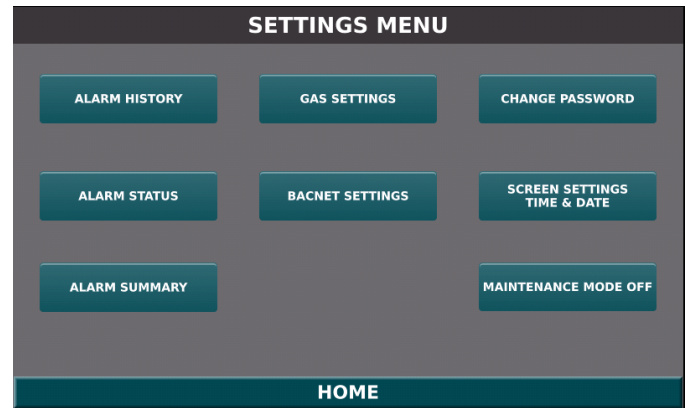 SETTINGS MENU
ALARM HISTORY
GAS SETTINGS
CHANGE PASSWORD
ALARM STATUS
BACNET SETTINGS
SCREEN SETTINGS
TIME & DATE
ALARM SUMMARY
MAINTENANCE MODE OFF
HOME